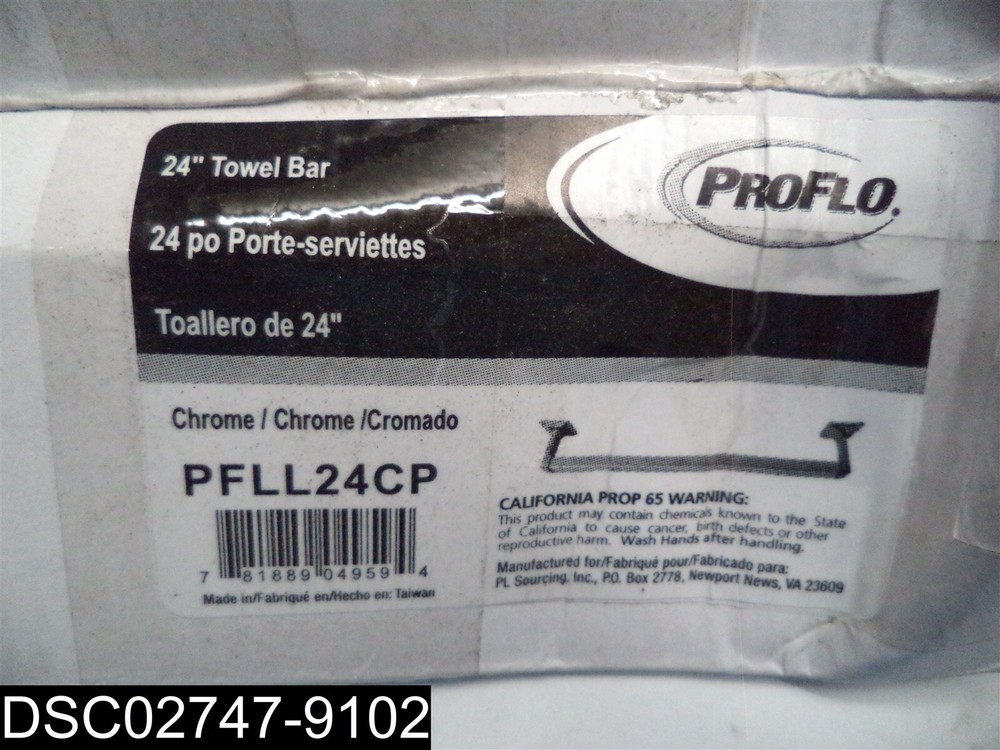 24" Towel Bar
24 po Porte-serviettes
Toallero de 24"
PROFLO.
Chrome / Chrome /Cromado
PFLL24CP
7 81889 04959 4
Made in/Fabriqué en/Hecho en: Taiwan
CALIFORNIA PROP 65 WARNING:
This product may contain chemicals known to the State
of California to cause cancer, birth defects or other
reproductive harm. Wash Hands after handling.
Manufactured for/Fabriqué pour/Fabricado para:
PL Sourcing, Inc., P.O. Box 2778, Newport News, VA 23609
DSC02747-9102